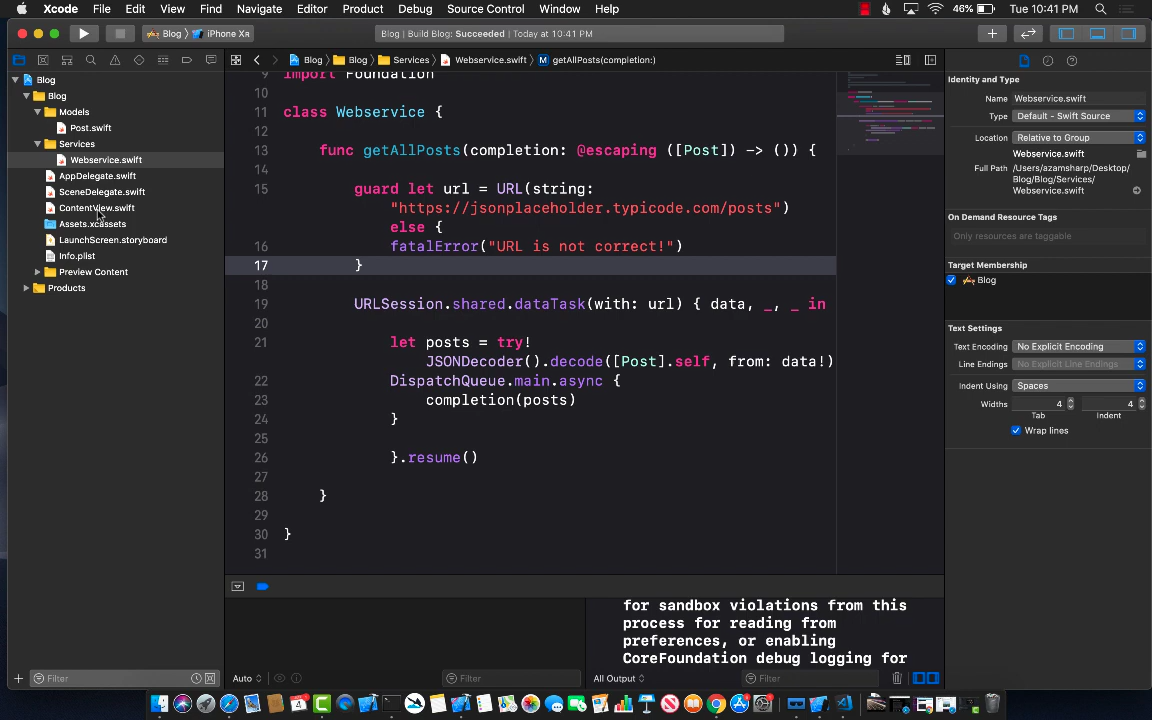 Xcode File Edit View Find Navigate Editor Product Debug Source Control Window Help 46% Tue 10:41 PM
Blog iPhone Xʀ Blog | Build Blog: Succeeded | Today at 10:41 PM
Blog Blog Services Webservice.swift M getAllPosts(completion:)
Blog
Blog
Models
Post.swift
Services
Webservice.swift
AppDelegate.swift
SceneDelegate.swift
ContentView.swift
Assets.xcassets
LaunchScreen.storyboard
Info.plist
Preview Content
Products
Filter
9 import Foundation
10
11 class Webservice {
12
13 func getAllPosts(completion: @escaping ([Post]) -> ()) {
14
15 guard let url = URL(string:
"https://jsonplaceholder.typicode.com/posts")
else {
16 fatalError("URL is not correct!")
17 }
18
19 URLSession.shared.dataTask(with: url) { data, _, _ in
20
21 let posts = try!
JSONDecoder().decode([Post].self, from: data!)
22 DispatchQueue.main.async {
23 completion(posts)
24 }
25
26 }.resume()
27
28 }
29
30 }
31
for sandbox violations from this
process for reading from
preferences, or enabling
CoreFoundation debug logging for
Auto Filter All Output Filter
Identity and Type
Name Webservice.swift
Type Default - Swift Source
Location Relative to Group
Webservice.swift
Full Path /Users/azamsharp/Desktop/
Blog/Blog/Services/
Webservice.swift
On Demand Resource Tags
Only resources are taggable
Target Membership
Blog
Text Settings
Text Encoding No Explicit Encoding
Line Endings No Explicit Line Endings
Indent Using Spaces
Widths 4 4
Tab Indent
Wrap lines